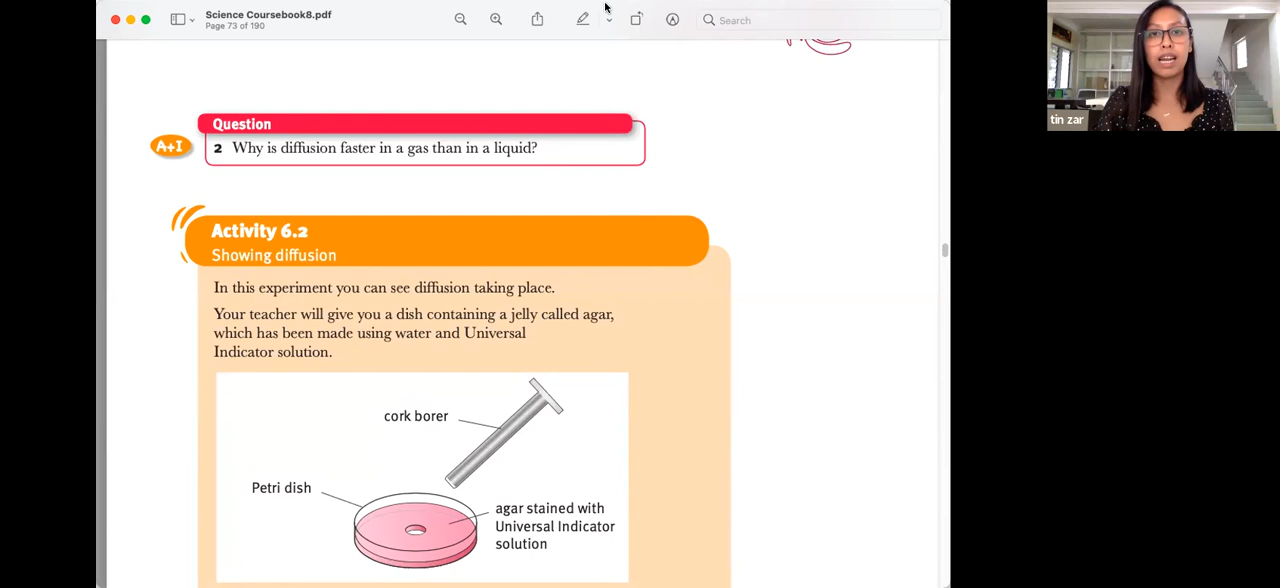 Science Coursebook8.pdf
Page 73 of 190
Search
tin zar
Question
A+I
2 Why is diffusion faster in a gas than in a liquid?
Activity 6.2
Showing diffusion
In this experiment you can see diffusion taking place.
Your teacher will give you a dish containing a jelly called agar,
which has been made using water and Universal
Indicator solution.
cork borer
Petri dish
agar stained with
Universal Indicator
solution